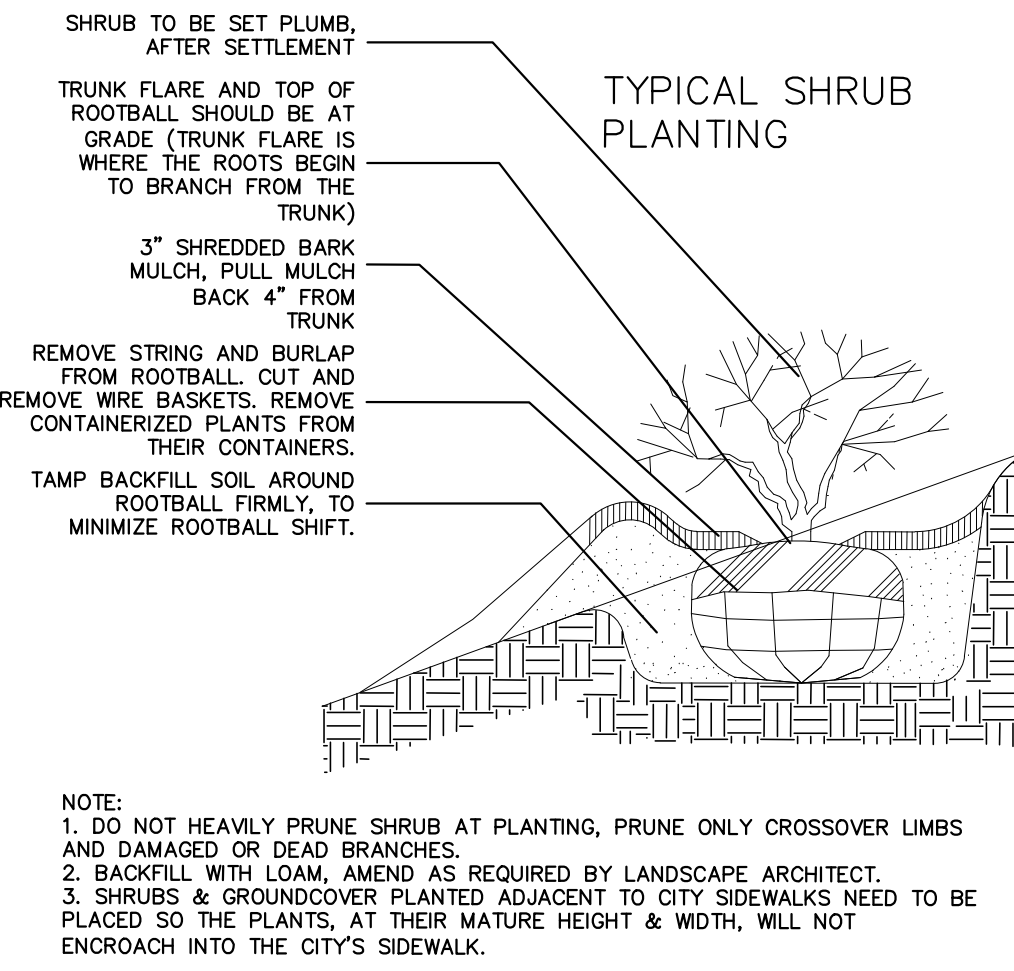 SHRUB TO BE SET PLUMB,
AFTER SETTLEMENT
TYPICAL SHRUB
PLANTING
TRUNK FLARE AND TOP OF
ROOTBALL SHOULD BE AT
GRADE (TRUNK FLARE IS
WHERE THE ROOTS BEGIN
TO BRANCH FROM THE
TRUNK)
3" SHREDDED BARK
MULCH, PULL MULCH
BACK 4" FROM
TRUNK
REMOVE STRING AND BURLAP
FROM ROOTBALL. CUT AND
REMOVE WIRE BASKETS. REMOVE
CONTAINERIZED PLANTS FROM
THEIR CONTAINERS.
TAMP BACKFILL SOIL AROUND
ROOTBALL FIRMLY, TO
MINIMIZE ROOTBALL SHIFT.
NOTE:
1. DO NOT HEAVILY PRUNE SHRUB AT PLANTING, PRUNE ONLY CROSSOVER LIMBS
AND DAMAGED OR DEAD BRANCHES.
2. BACKFILL WITH LOAM, AMEND AS REQUIRED BY LANDSCAPE ARCHITECT.
3. SHRUBS & GROUNDCOVER PLANTED ADJACENT TO CITY SIDEWALKS NEED TO BE
PLACED SO THE PLANTS, AT THEIR MATURE HEIGHT & WIDTH, WILL NOT
ENCROACH INTO THE CITY'S SIDEWALK.